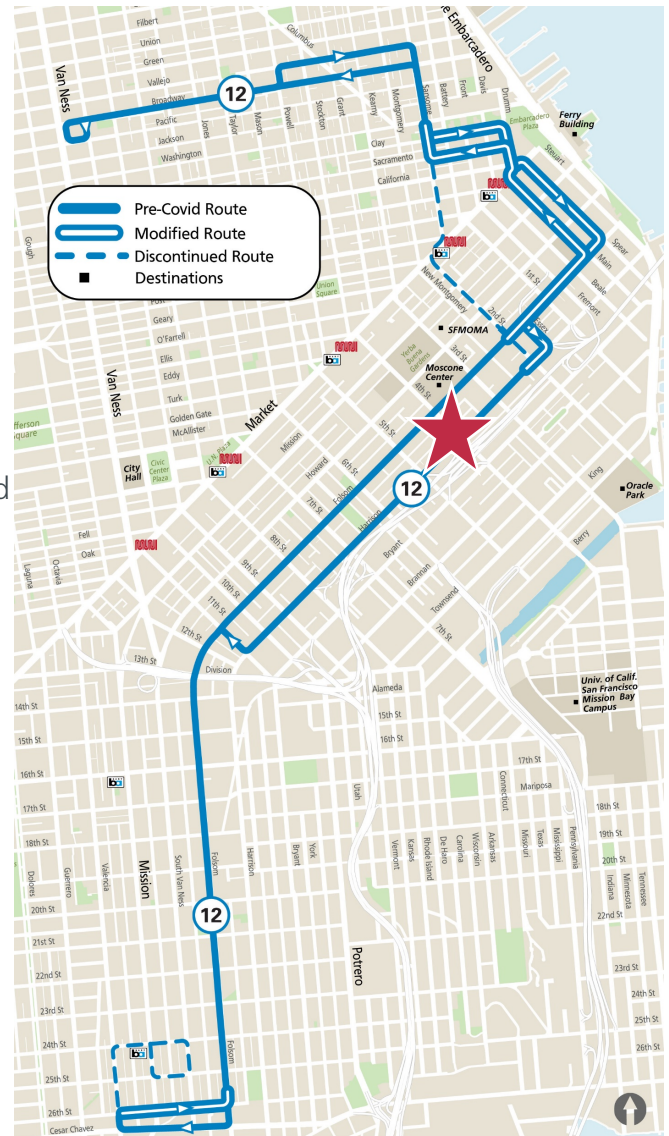 Filbert
Union
Green
Vallejo
Broadway
Pacific
Jackson
Washington
Van Ness
Columbus
The Embarcadero
12
Jones
Taylor
Mason
Powell
Stockton
Grant
Kearny
Montgomery
Sansome
Battery
Front
Davis
Drumm
Clay
Sacramento
California
Embarcadero
Plaza
Ferry
Building
Steuart
Pre-Covid Route
Modified Route
Discontinued Route
Destinations
Gough
Post
Geary
O'Farrell
Ellis
Eddy
Turk
Golden Gate
McAllister
Union
Square
Van Ness
Market
New Montgomery
1st St
2nd St
3rd St
4th St
5th St
6th St
7th St
8th St
9th St
10th St
11th St
12th St
13th St
Spear
Main
Beale
Fremont
Essex
SFMOMA
Yerba
Buena
Gardens
Moscone
Center
fferson
quare
City
Hall
Civic
Center
Plaza
U.N. Plaza
Mission
Howard
Folsom
Harrison
12
d
King
Oracle
Park
Fell
Oak
Laguna
Octavia
Bryant
Brannan
Townsend
7th St
Berry
Division
Alameda
15th St
16th St
Univ. of Calif.
San Francisco
Mission Bay
Campus
14th St
15th St
16th St
17th St
18th St
20th St
21st St
22nd St
23rd St
24th St
25th St
26th St
Cesar Chavez
Dolores
Guerrero
Valencia
Mission
South Van Ness
Folsom
Harrison
Bryant
York
Utah
Potrero
Vermont
Kansas
Rhode Island
De Haro
Carolina
Wisconsin
Arkansas
Connecticut
Missouri
Texas
Mississippi
Pennsylvania
Indiana
Minnesota
Tennessee
17th St
Mariposa
18th St
19th St
20th St
22nd St
23rd St
24th St
25th St
26th St
12
Folsom